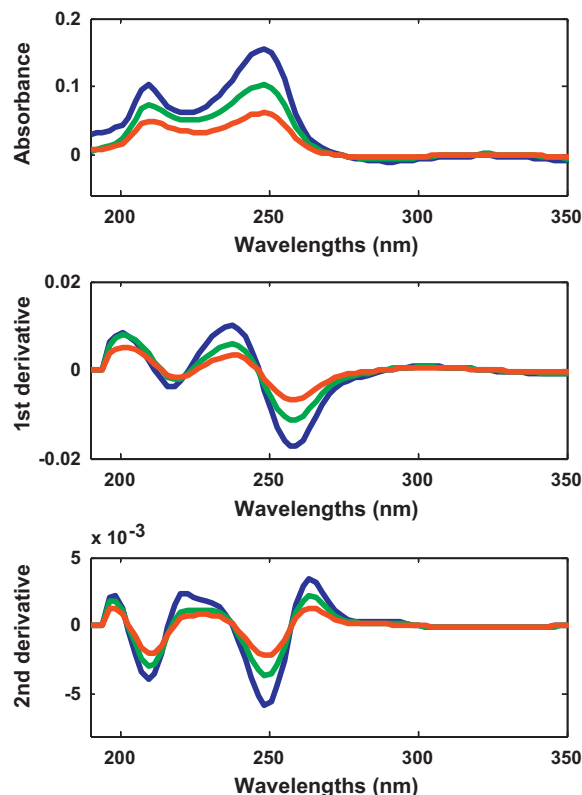 0.2
0.1
0
Absorbance
200 250 300 350
Wavelengths (nm)
0.02
0
-0.02
1st derivative
200 250 300 350
Wavelengths (nm)
x 10-3
5
0
-5
2nd derivative
200 250 300 350
Wavelengths (nm)